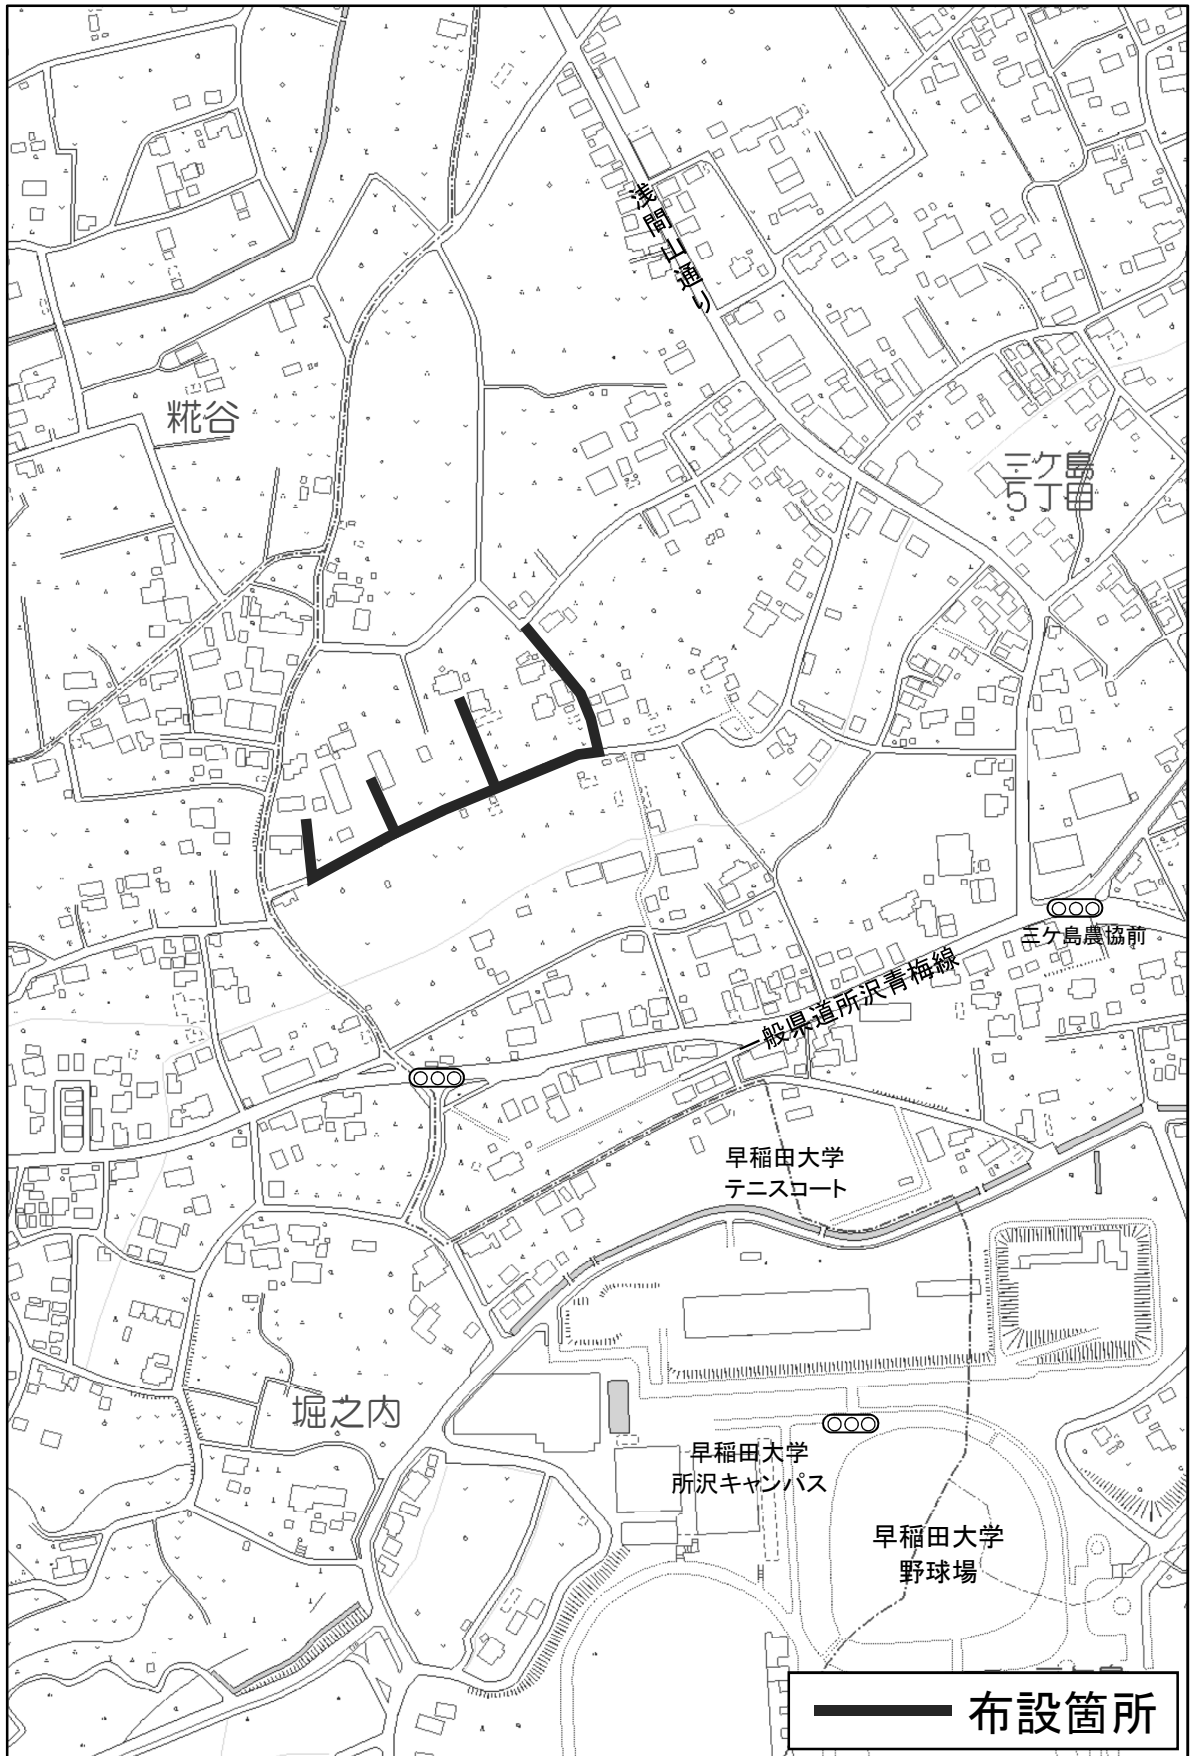 浅間山通り
糀谷
三ケ島
5丁目
三ケ島農協前
一般県道所沢青梅線
早稲田大学
テニスコート
堀之内
早稲田大学
所沢キャンパス
早稲田大学
野球場
布設箇所